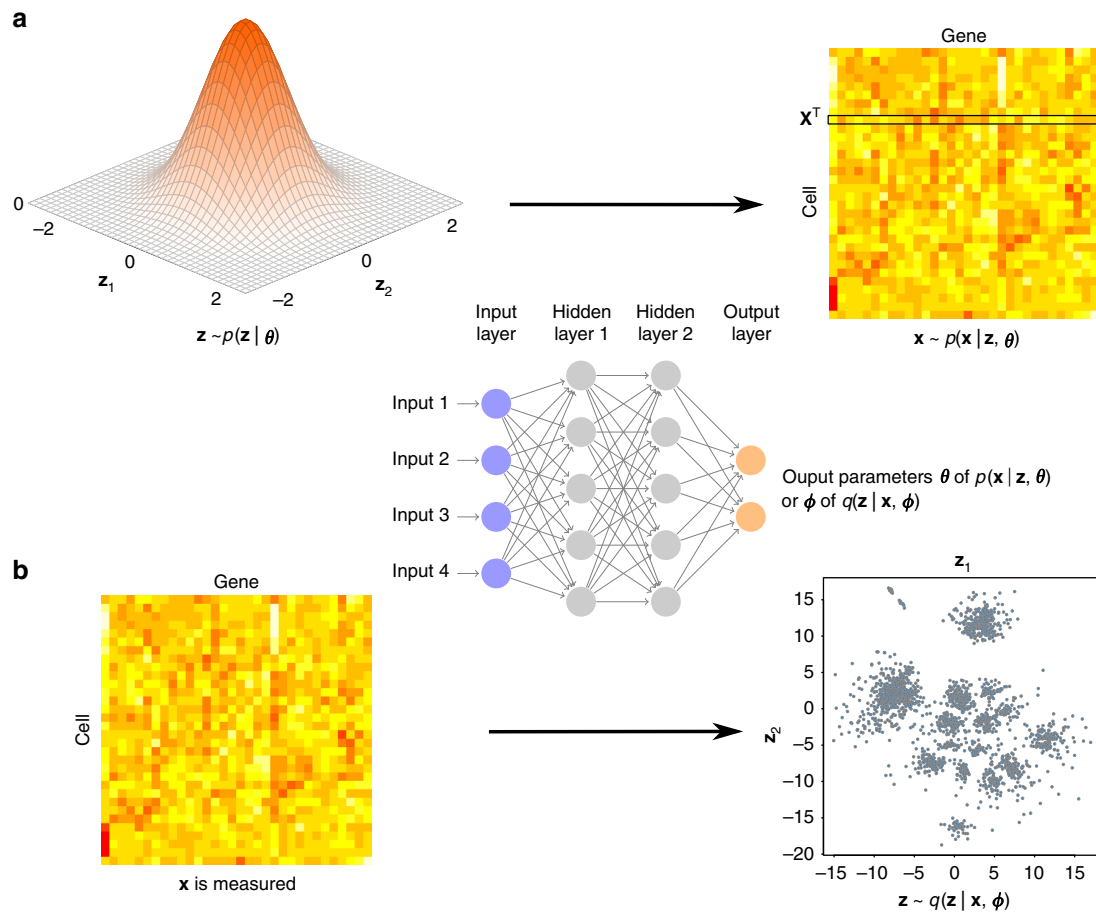 a
Gene
Xᵀ
Cell
0
−2
0
2
z₁
−2
0
2
z₂
z ~p(z | θ)
x ~ p(x | z, θ)
Input layer
Hidden layer 1
Hidden layer 2
Output layer
Input 1
Input 2
Input 3
Input 4
Ouput parameters θ of p(x | z, θ)
or ϕ of q(z | x, ϕ)
b
Gene
Cell
x is measured
z₁
z₂
15
10
5
0
−5
−10
−15
−20
−15
−10
−5
0
5
10
15
z ~ q(z | x, ϕ)